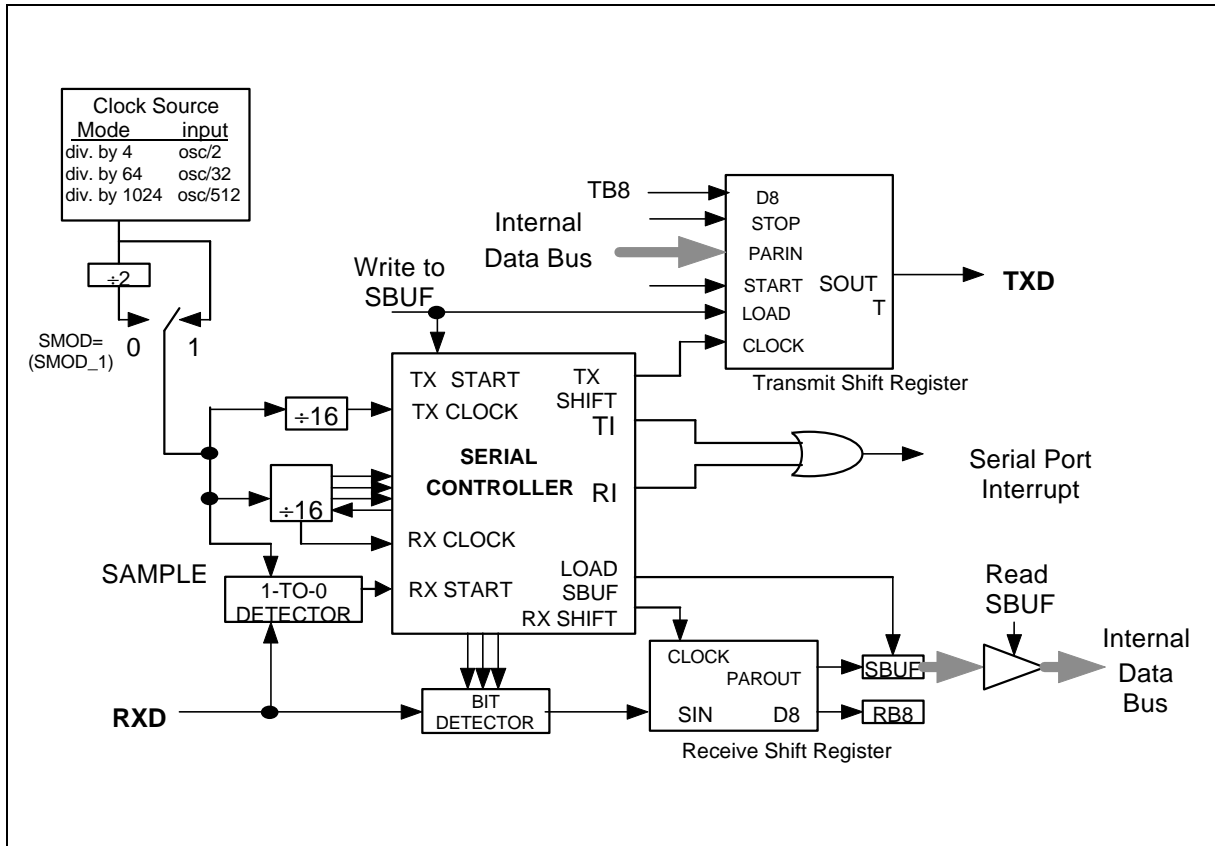 Clock Source
Mode input
div. by 4 osc/2
div. by 64 osc/32
div. by 1024 osc/512
÷2
SMOD=
(SMOD_1)
0 1
Write to
SBUF
TB8
Internal
Data Bus
D8
STOP
PARIN
START
LOAD
CLOCK
SOUT
T
TXD
Transmit Shift Register
÷16
÷16
TX START
TX CLOCK
TX
SHIFT
TI
SERIAL
CONTROLLER
RI
RX CLOCK
RX START
LOAD
SBUF
RX SHIFT
Serial Port
Interrupt
SAMPLE
1-TO-0
DETECTOR
RXD
BIT
DETECTOR
CLOCK
PAROUT
SIN D8
Receive Shift Register
SBUF
RB8
Read
SBUF
Internal
Data
Bus